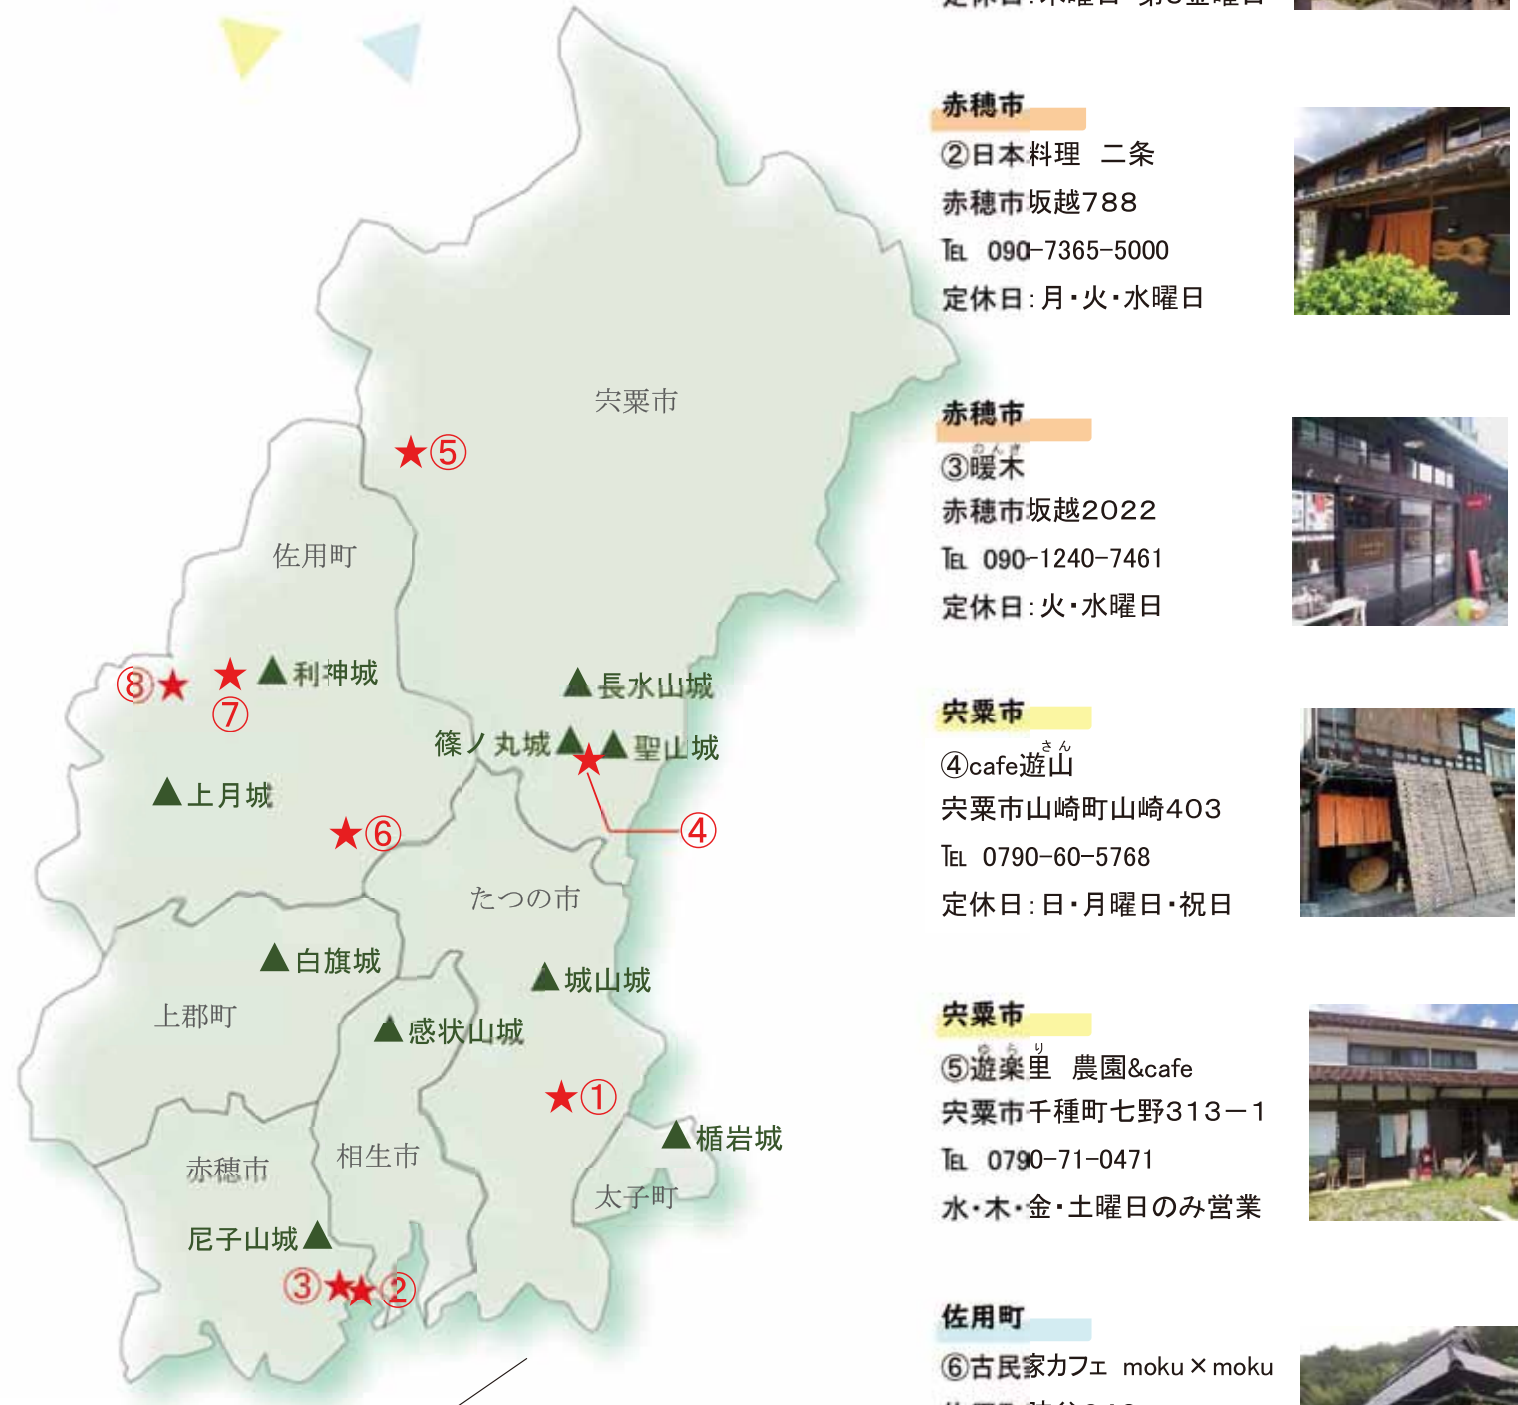 宍粟市
⑤
佐用町
⑧
⑦
利神城
長水山城
篠ノ丸城
聖山城
上月城
⑥
④
たつの市
白旗城
城山城
上郡町
感状山城
①
楯岩城
赤穂市
相生市
太子町
尼子山城
③
②
赤穂市
②日本料理 二条
赤穂市坂越788
℡ 090-7365-5000
定休日:月・火・水曜日
赤穂市
のんき
③暖木
赤穂市坂越2022
℡ 090-1240-7461
定休日:火・水曜日
宍粟市
さん
④cafe遊山
宍粟市山崎町山崎403
℡ 0790-60-5768
定休日:日・月曜日・祝日
宍粟市
ゆらり
⑤遊楽里 農園&cafe
宍粟市千種町七野313-1
℡ 0790-71-0471
水・木・金・土曜日のみ営業
佐用町
⑥古民家カフェ moku×moku